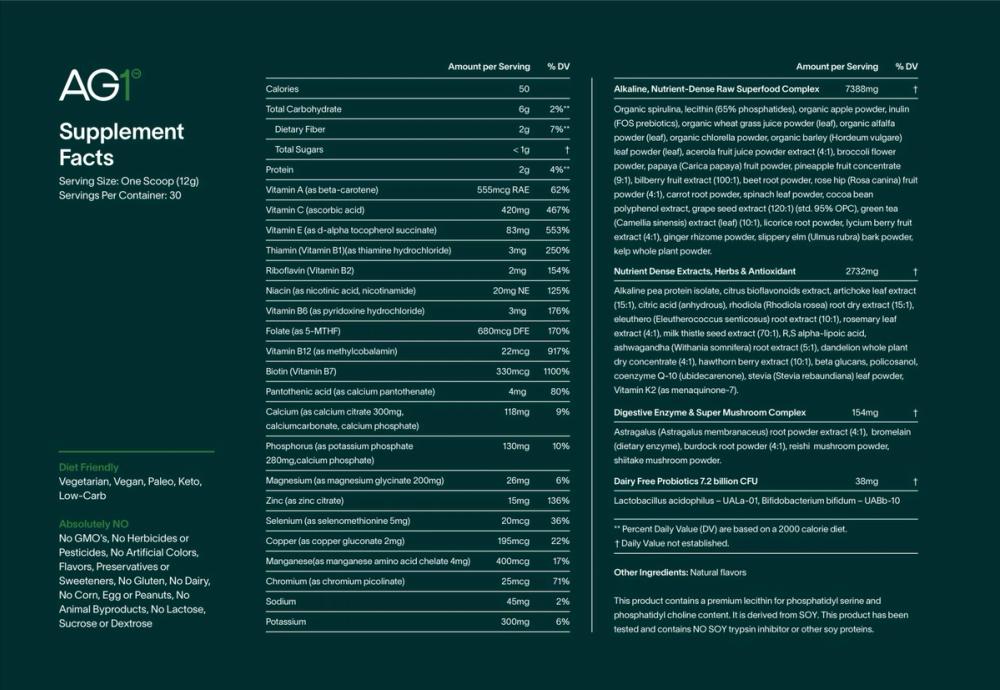 AG1
Supplement
Facts
Serving Size: One Scoop (12g)
Servings Per Container: 30
Diet Friendly
Vegetarian, Vegan, Paleo, Keto,
Low-Carb
Absolutely NO
No GMO's, No Herbicides or
Pesticides, No Artificial Colors,
Flavors, Preservatives or
Sweeteners, No Gluten, No Dairy,
No Corn, Egg or Peanuts, No
Animal Byproducts, No Lactose,
Sucrose or Dextrose
Amount per Serving % DV
Calories 50
Total Carbohydrate 6g 2%**
Dietary Fiber 2g 7%**
Total Sugars < 1g †
Protein 2g 4%**
Vitamin A (as beta-carotene) 555mcg RAE 62%
Vitamin C (ascorbic acid) 420mg 467%
Vitamin E (as d-alpha tocopherol succinate) 83mg 553%
Thiamin (Vitamin B1)(as thiamine hydrochloride) 3mg 250%
Riboflavin (Vitamin B2) 2mg 154%
Niacin (as nicotinic acid, nicotinamide) 20mg NE 125%
Vitamin B6 (as pyridoxine hydrochloride) 3mg 176%
Folate (as 5-MTHF) 680mcg DFE 170%
Vitamin B12 (as methylcobalamin) 22mcg 917%
Biotin (Vitamin B7) 330mcg 1100%
Pantothenic acid (as calcium pantothenate) 4mg 80%
Calcium (as calcium citrate 300mg, 118mg 9%
calciumcarbonate, calcium phosphate)
Phosphorus (as potassium phosphate 130mg 10%
280mg,calcium phosphate)
Magnesium (as magnesium glycinate 200mg) 26mg 6%
Zinc (as zinc citrate) 15mg 136%
Selenium (as selenomethionine 5mg) 20mcg 36%
Copper (as copper gluconate 2mg) 195mcg 22%
Manganese(as manganese amino acid chelate 4mg) 400mcg 17%
Chromium (as chromium picolinate) 25mcg 71%
Sodium 45mg 2%
Potassium 300mg 6%
Amount per Serving % DV
Alkaline, Nutrient-Dense Raw Superfood Complex 7388mg †
Organic spirulina, lecithin (65% phosphatides), organic apple powder, inulin
(FOS prebiotics), organic wheat grass juice powder (leaf), organic alfalfa
powder (leaf), organic chlorella powder, organic barley (Hordeum vulgare)
leaf powder (leaf), acerola fruit juice powder extract (4:1), broccoli flower
powder, papaya (Carica papaya) fruit powder, pineapple fruit concentrate
(9:1), bilberry fruit extract (100:1), beet root powder, rose hip (Rosa canina) fruit
powder (4:1), carrot root powder, spinach leaf powder, cocoa bean
polyphenol extract, grape seed extract (120:1) (std. 95% OPC), green tea
(Camellia sinensis) extract (leaf) (10:1), licorice root powder, lycium berry fruit
extract (4:1), ginger rhizome powder, slippery elm (Ulmus rubra) bark powder,
kelp whole plant powder.
Nutrient Dense Extracts, Herbs & Antioxidant 2732mg †
Alkaline pea protein isolate, citrus bioflavonoids extract, artichoke leaf extract
(15:1), citric acid (anhydrous), rhodiola (Rhodiola rosea) root dry extract (15:1),
eleuthero (Eleutherococcus senticosus) root extract (10:1), rosemary leaf
extract (4:1), milk thistle seed extract (70:1), R,S alpha-lipoic acid,
ashwagandha (Withania somnifera) root extract (5:1), dandelion whole plant
dry concentrate (4:1), hawthorn berry extract (10:1), beta glucans, policosanol,
coenzyme Q-10 (ubidecarenone), stevia (Stevia rebaundiana) leaf powder,
Vitamin K2 (as menaquinone-7).
Digestive Enzyme & Super Mushroom Complex 154mg †
Astragalus (Astragalus membranaceus) root powder extract (4:1), bromelain
(dietary enzyme), burdock root powder (4:1), reishi mushroom powder,
shiitake mushroom powder.
Dairy Free Probiotics 7.2 billion CFU 38mg †
Lactobacillus acidophilus – UALa-01, Bifidobacterium bifidum – UABb-10
** Percent Daily Value (DV) are based on a 2000 calorie diet.
† Daily Value not established.
Other Ingredients: Natural flavors
This product contains a premium lecithin for phosphatidyl serine and
phosphatidyl choline content. It is derived from SOY. This product has been
tested and contains NO SOY trypsin inhibitor or other soy proteins.